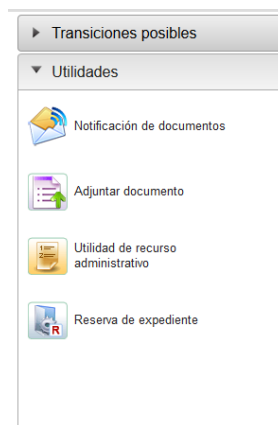 Transiciones posibles
Utilidades
Notificación de documentos
Adjuntar documento
Utilidad de recurso
administrativo
Reserva de expediente